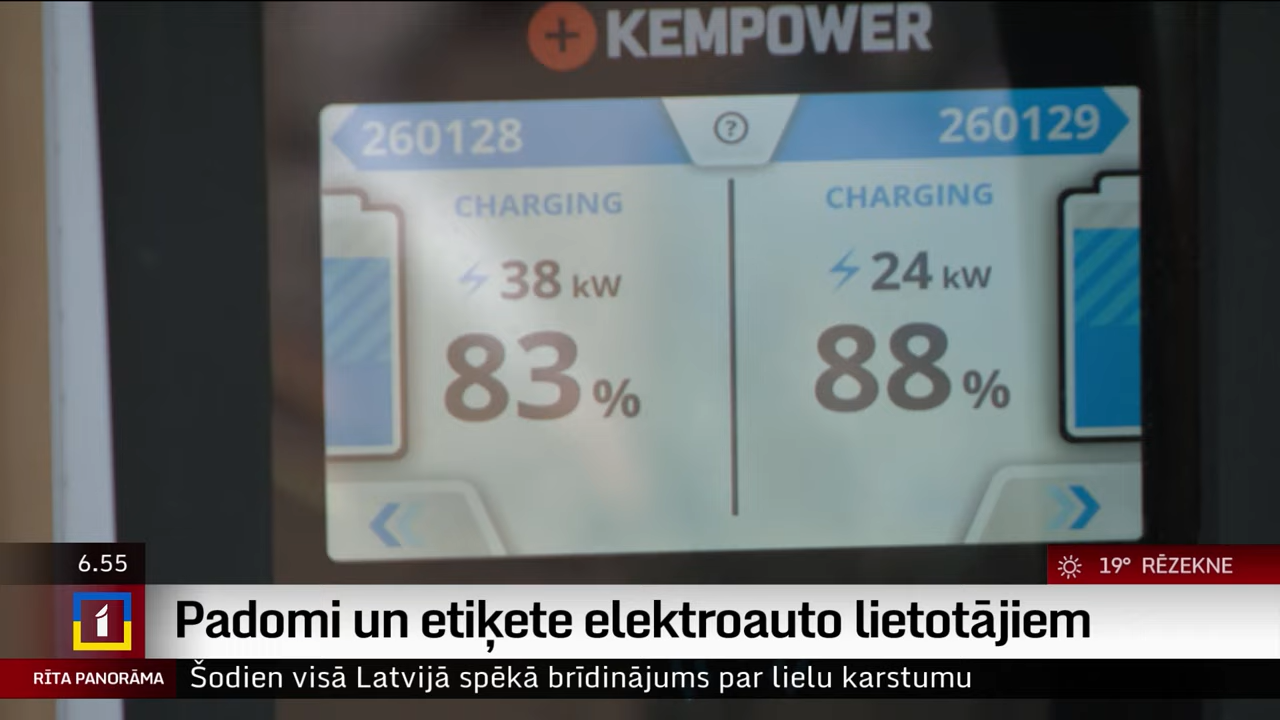 KEMPOWER
260128
?
260129
CHARGING
CHARGING
38 kW
24 kW
83 %
88 %
6.55
19° RĒZEKNE
1
Padomi un etiķete elektroauto lietotājiem
RĪTA PANORĀMA
Šodien visā Latvijā spēkā brīdinājums par lielu karstumu